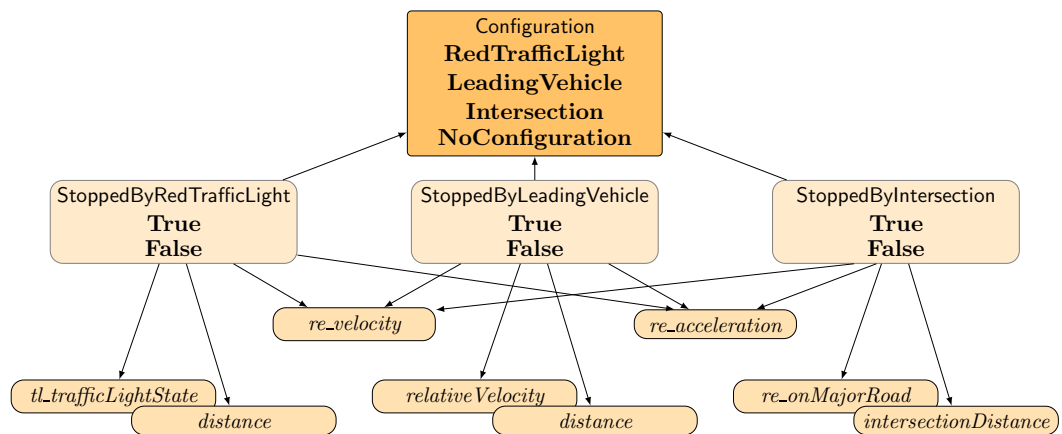 Configuration
RedTrafficLight
LeadingVehicle
Intersection
NoConfiguration
StoppedByRedTrafficLight
True
False
StoppedByLeadingVehicle
True
False
StoppedByIntersection
True
False
re_velocity
re_acceleration
tl_trafficLightState
distance
relativeVelocity
distance
re_onMajorRoad
intersectionDistance